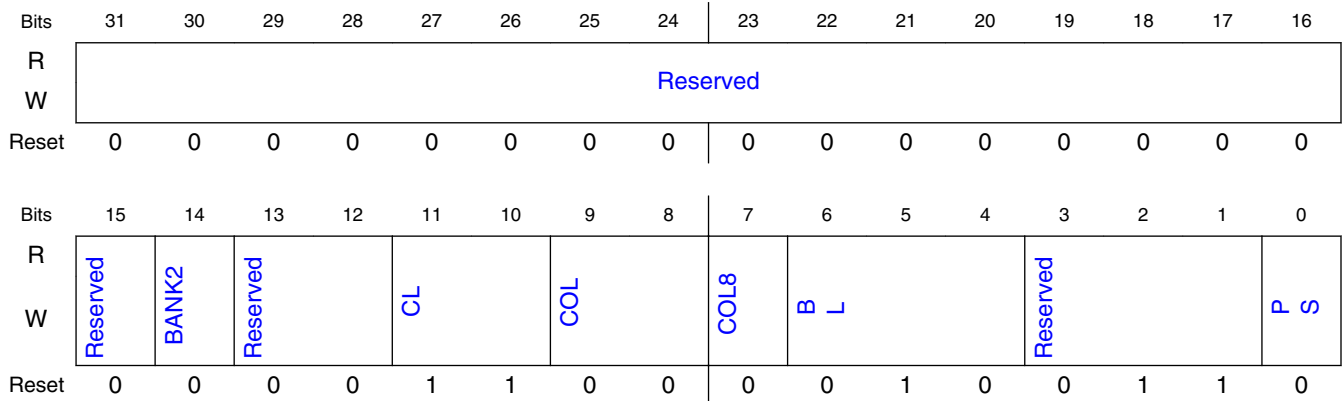 Bits 31 30 29 28 27 26 25 24 23 22 21 20 19 18 17 16
R
Reserved
W
Reset 0 0 0 0 0 0 0 0 0 0 0 0 0 0 0 0
Bits 15 14 13 12 11 10 9 8 7 6 5 4 3 2 1 0
R
W
Reserved BANK2 Reserved CL COL COL8 B L Reserved P S
Reset 0 0 0 0 1 1 0 0 0 0 1 0 0 1 1 0